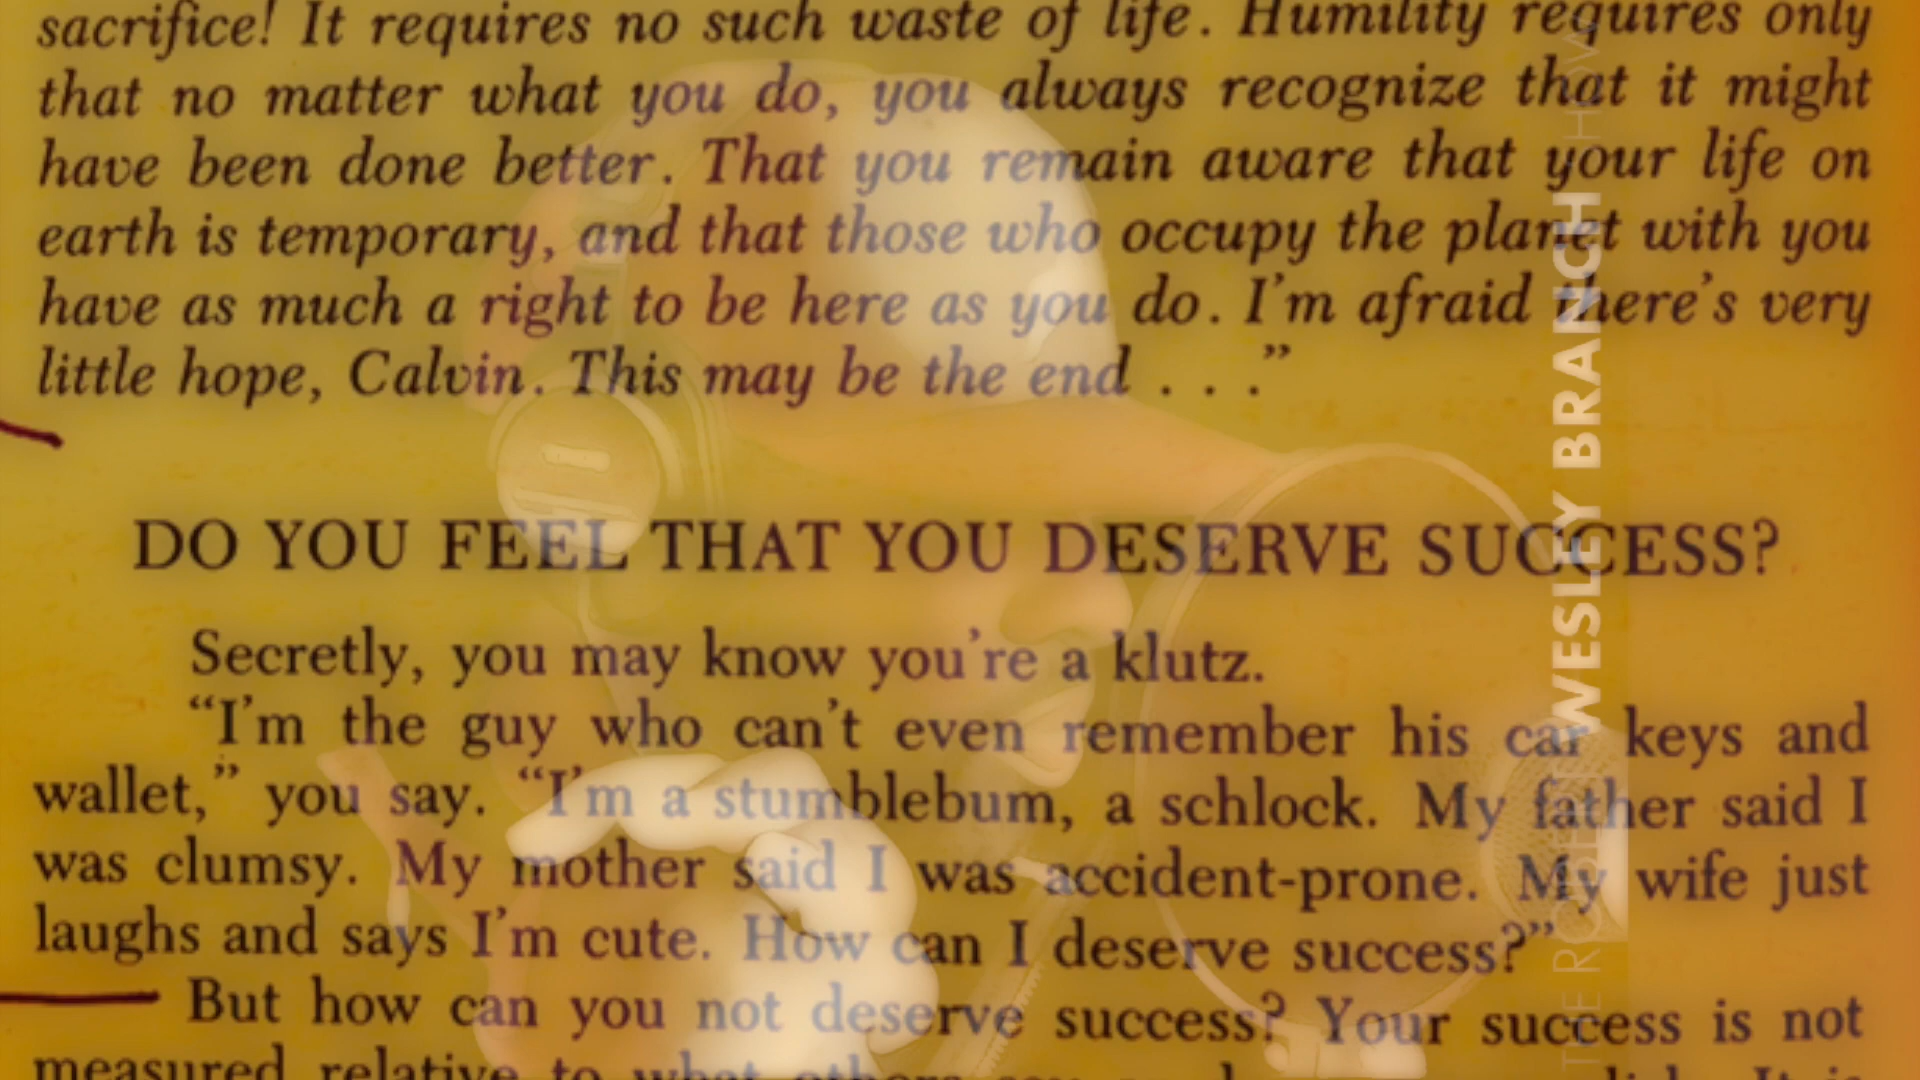 sacrifice! It requires no such waste of life. Humility requires only
that no matter what you do, you always recognize that it might
have been done better. That you remain aware that your life on
earth is temporary, and that those who occupy the planet with you
have as much a right to be here as you do. I'm afraid there's very
little hope, Calvin. This may be the end . . ."
DO YOU FEEL THAT YOU DESERVE SUCCESS?
Secretly, you may know you're a klutz.
"I'm the guy who can't even remember his car keys and
wallet," you say. "I'm a stumblebum, a schlock. My father said I
was clumsy. My mother said I was accident-prone. My wife just
laughs and says I'm cute. How can I deserve success?"
But how can you not deserve success? Your success is not
measured relative to what others say
WESLEY BRANCH